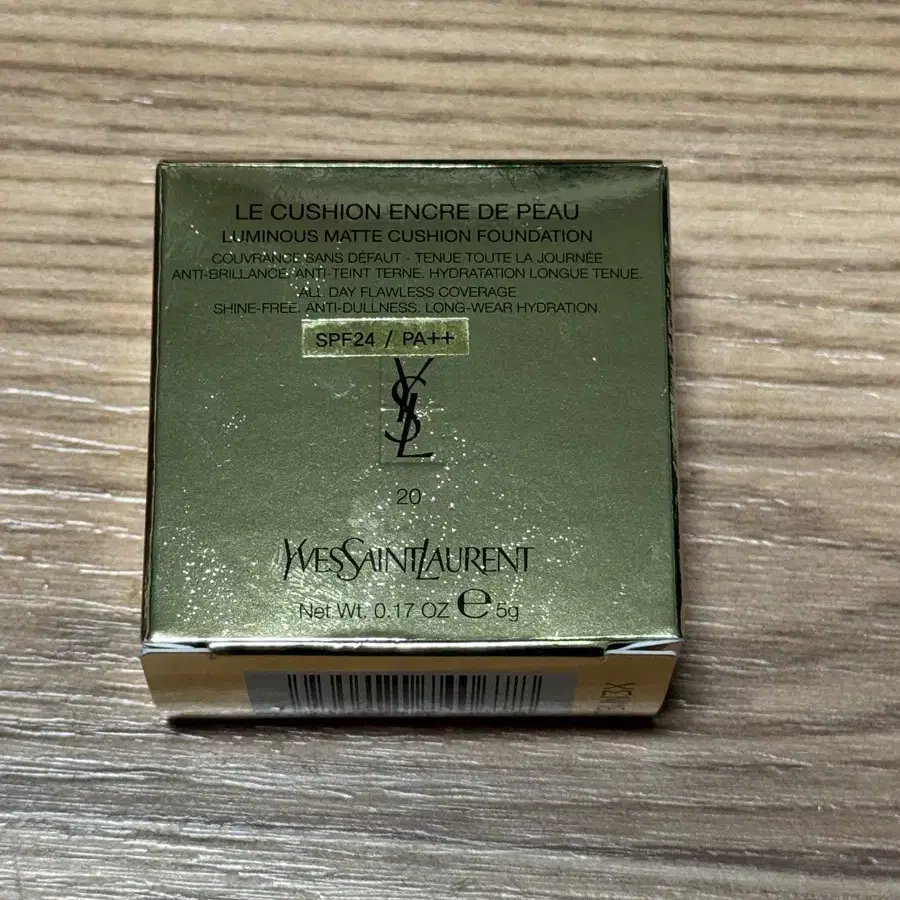 LE CUSHION ENCRE DE PEAU
LUMINOUS MATTE CUSHION FOUNDATION
COUVRANCE SANS DÉFAUT - TENUE TOUTE LA JOURNÉE
ANTI-BRILLANCE. ANTI-TEINT TERNE. HYDRATATION LONGUE TENUE.
ALL DAY FLAWLESS COVERAGE
SHINE-FREE. ANTI-DULLNESS. LONG-WEAR HYDRATION.
SPF24 / PA++
YSL
20
YVESSAINTLAURENT
Net Wt. 0.17 OZ e 5g